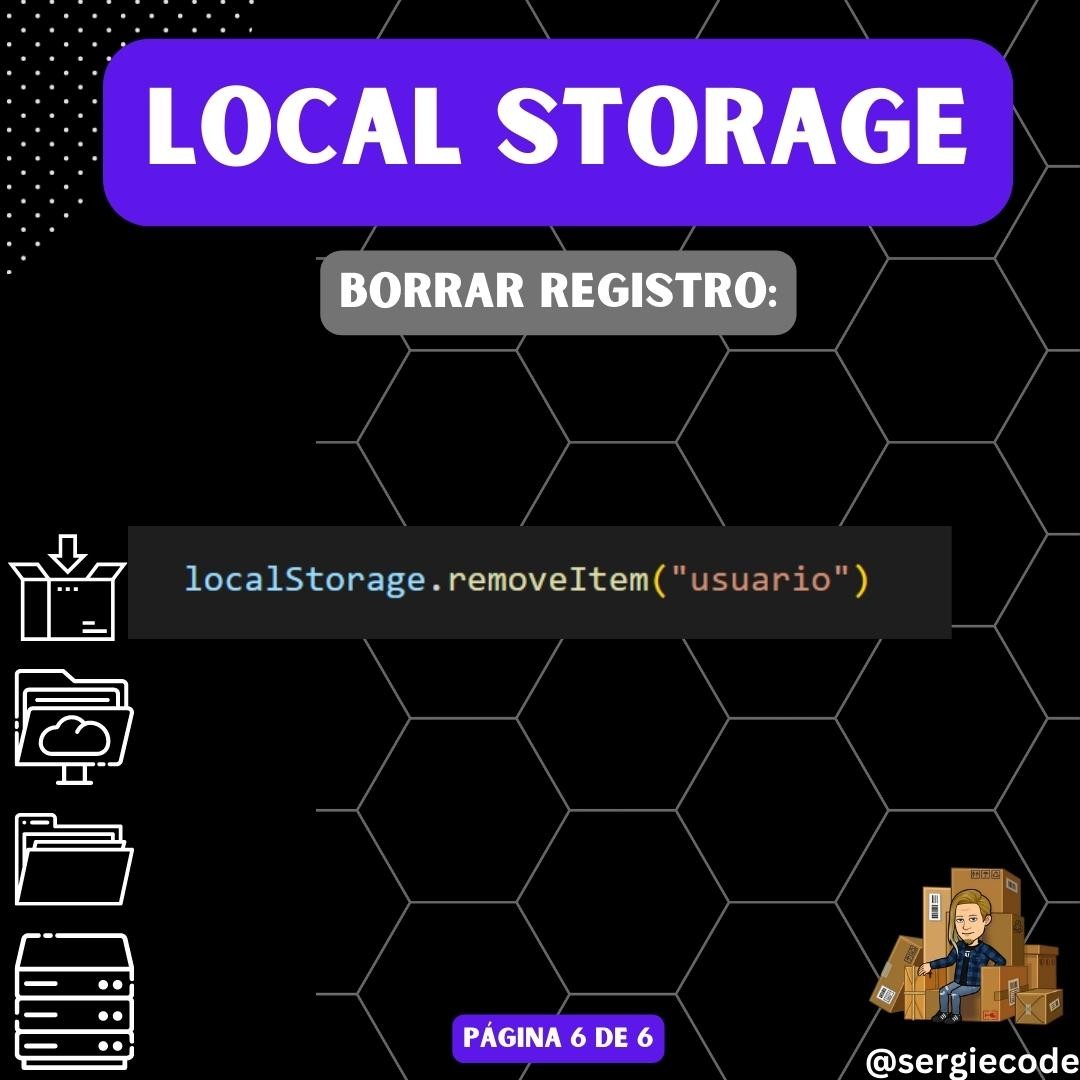 LOCAL STORAGE
BORRAR REGISTRO:
localStorage.removeItem("usuario")
PÁGINA 6 DE 6
@sergiecode